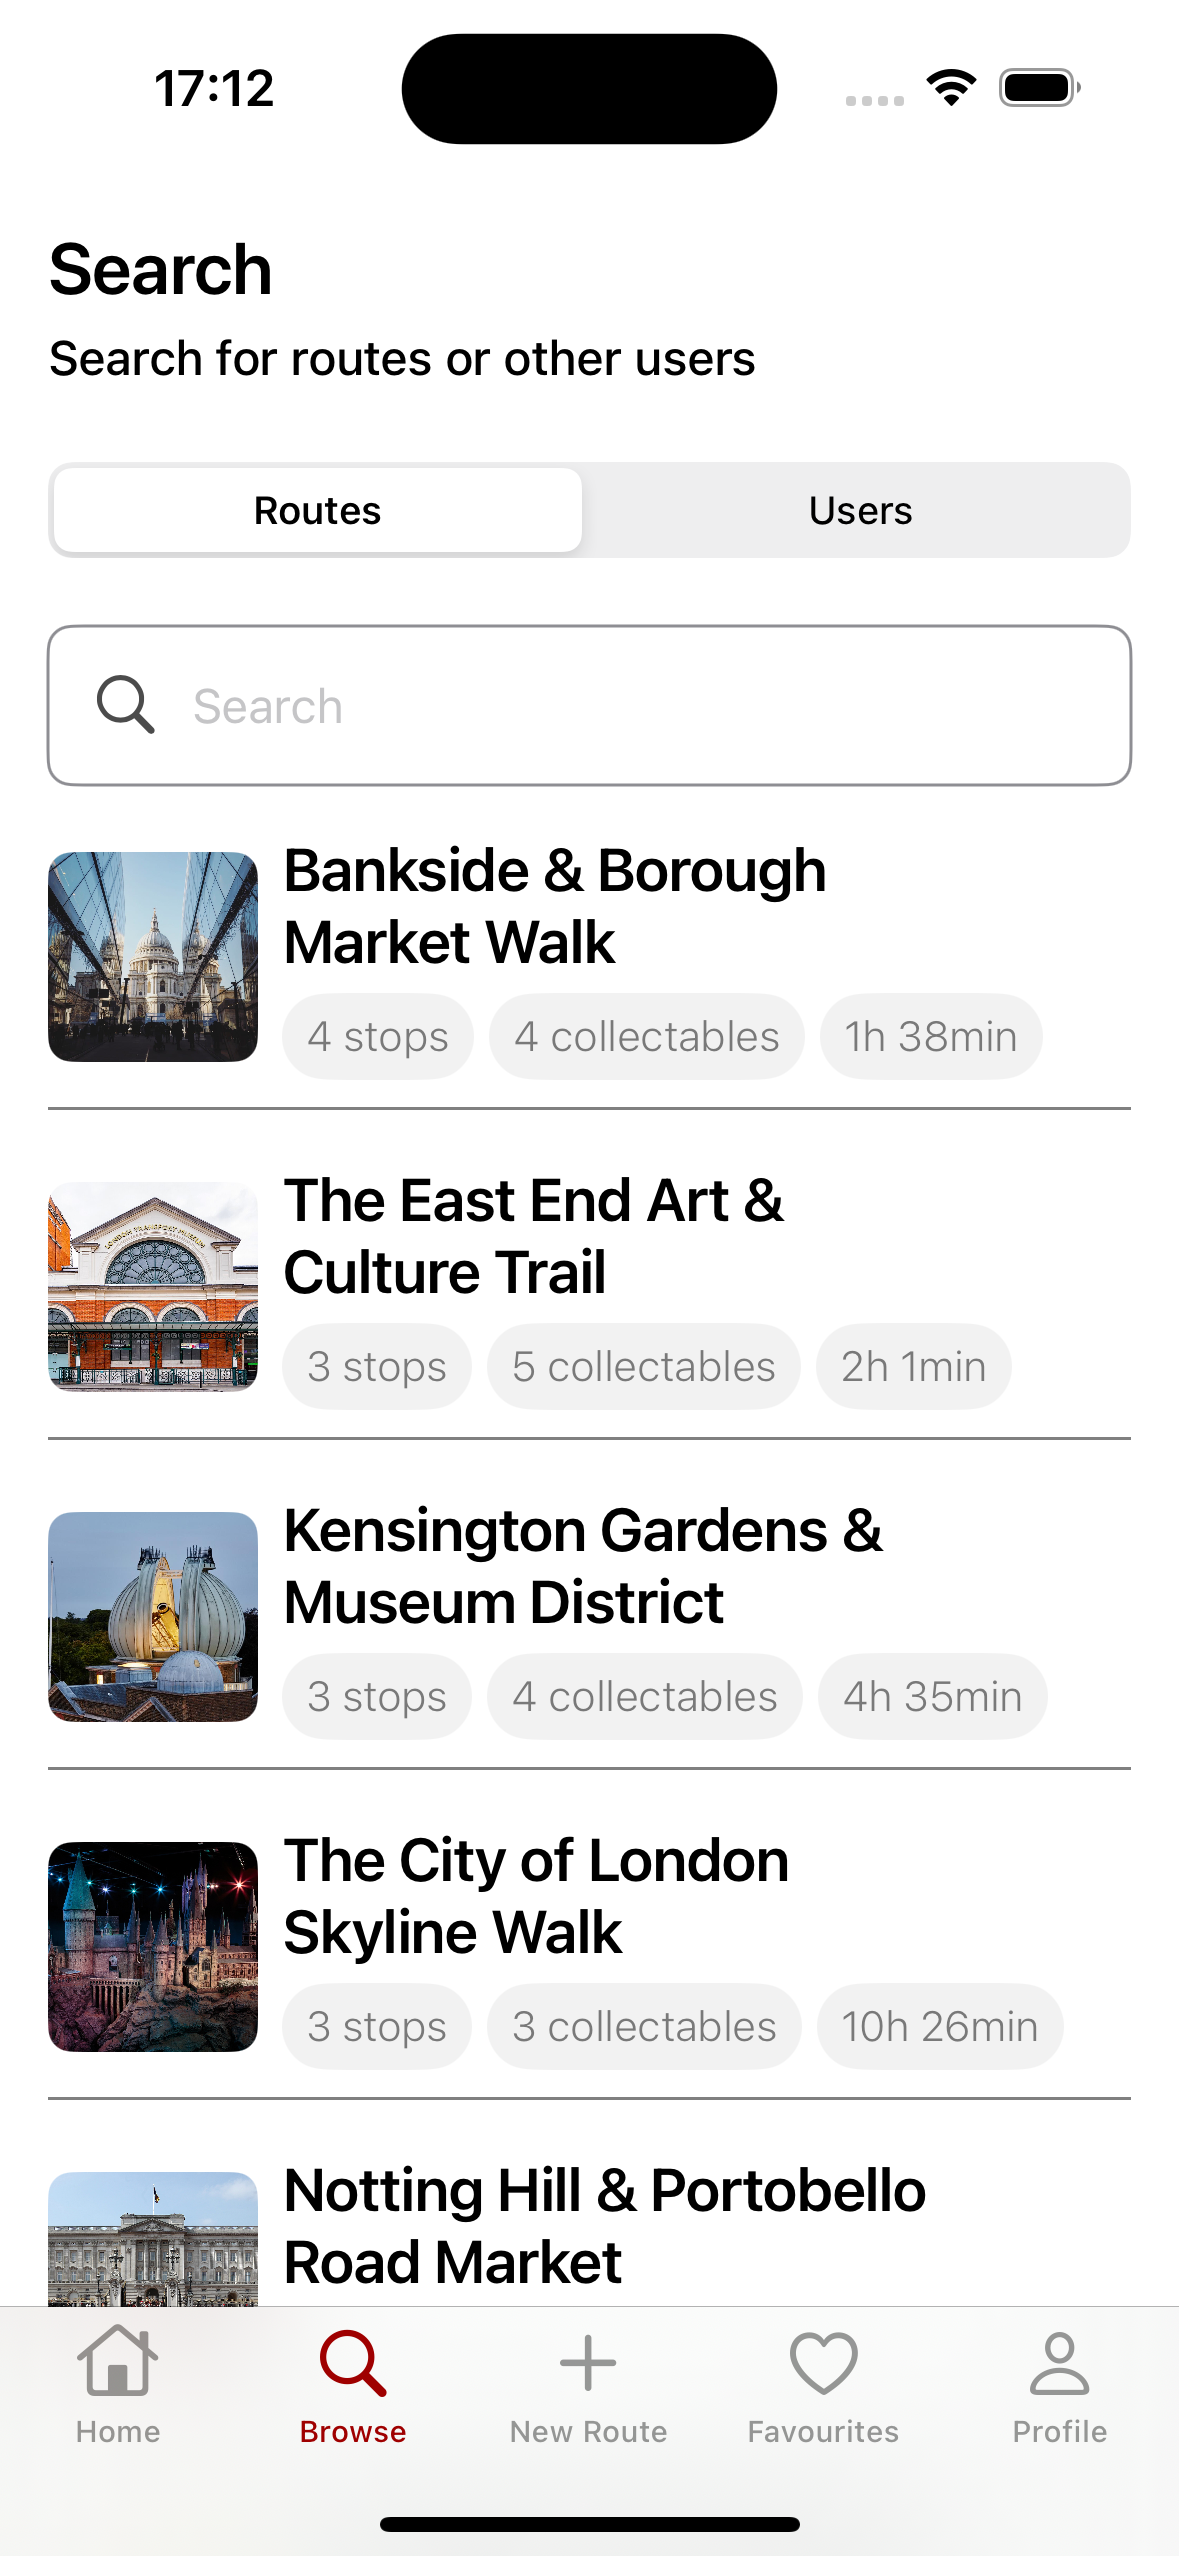 17:12
Search
Search for routes or other users
Routes
Users
Search
Bankside & Borough
Market Walk
4 stops
4 collectables
1h 38min
LONDON TRANSPORT MUSEUM
The East End Art &
Culture Trail
3 stops
5 collectables
2h 1min
Kensington Gardens &
Museum District
3 stops
4 collectables
4h 35min
The City of London
Skyline Walk
3 stops
3 collectables
10h 26min
Notting Hill & Portobello
Road Market
Home
Browse
New Route
Favourites
Profile